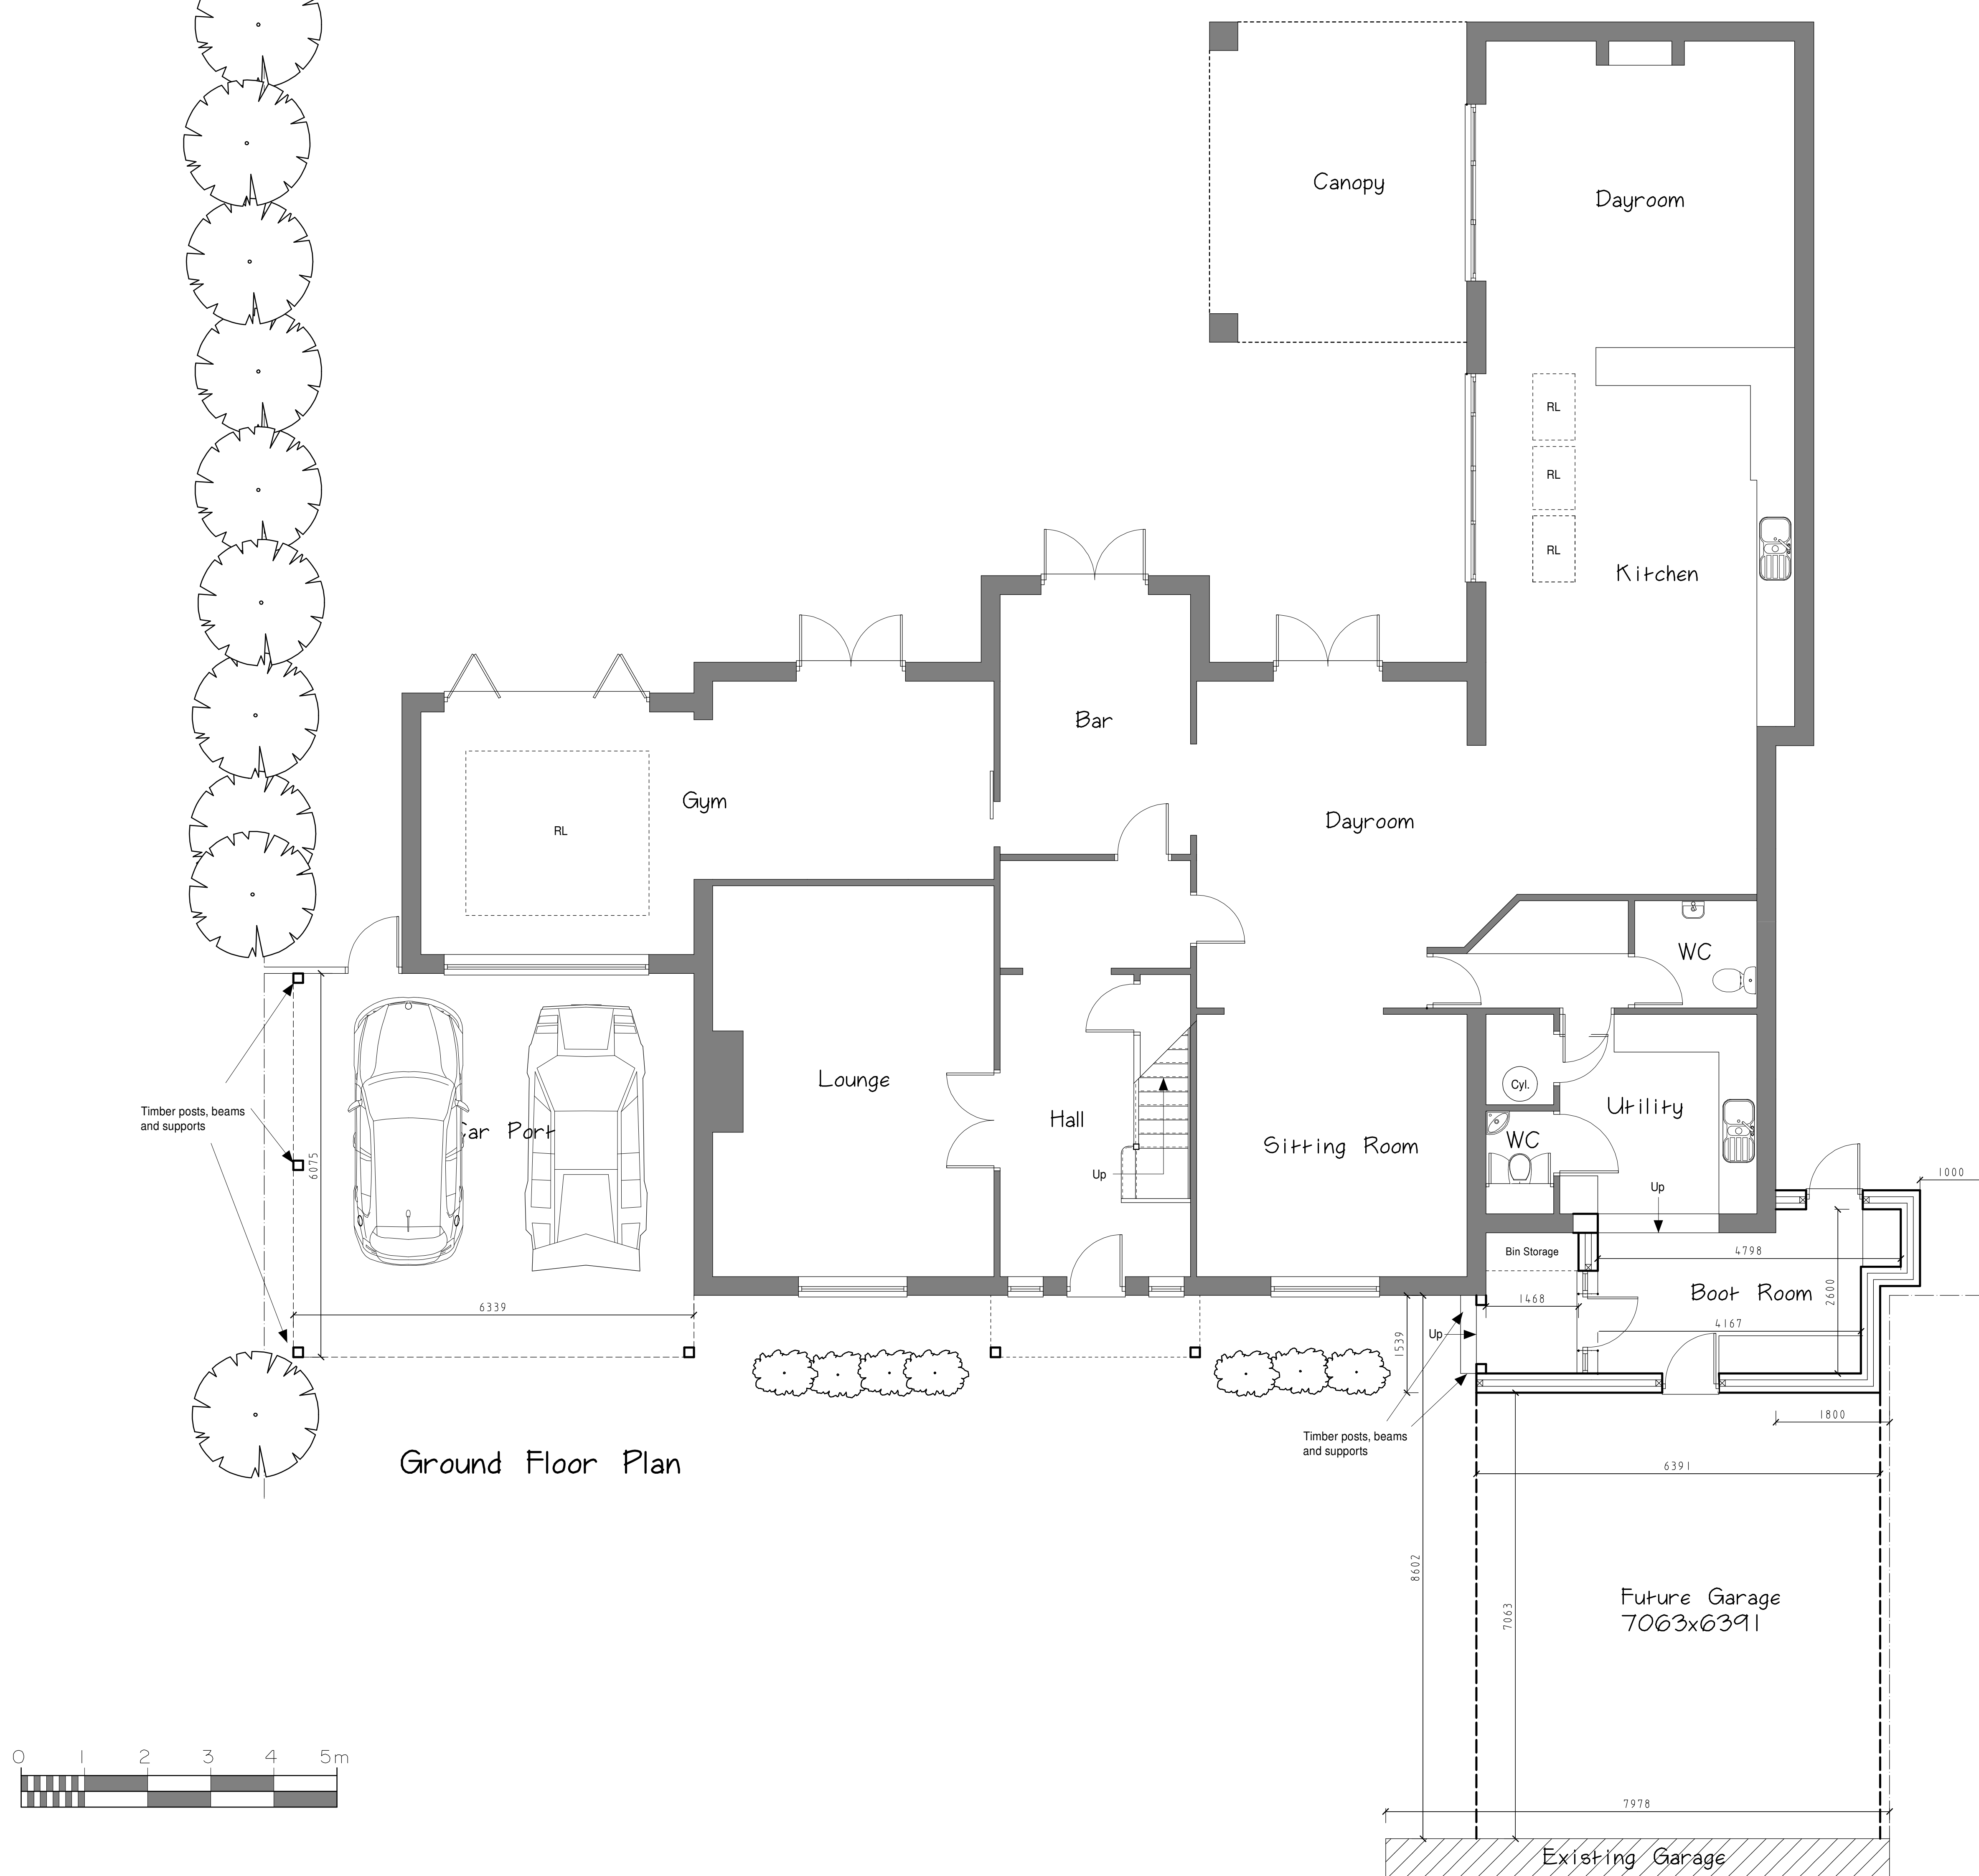 Canopy
Dayroom
RL
RL
RL
Kitchen
Bar
Gym
RL
Dayroom
WC
Timber posts, beams
and supports
6075
Car Port
Lounge
Hall
Up
Sitting Room
Cyl.
WC
Utility
Up
1000
Bin Storage
4798
2600
Boot Room
1468
4167
6339
1539
Up
Timber posts, beams
and supports
1800
Ground Floor Plan
6391
8602
7063
Future Garage
7063x6391
0 1 2 3 4 5m
7978
Existing Garage